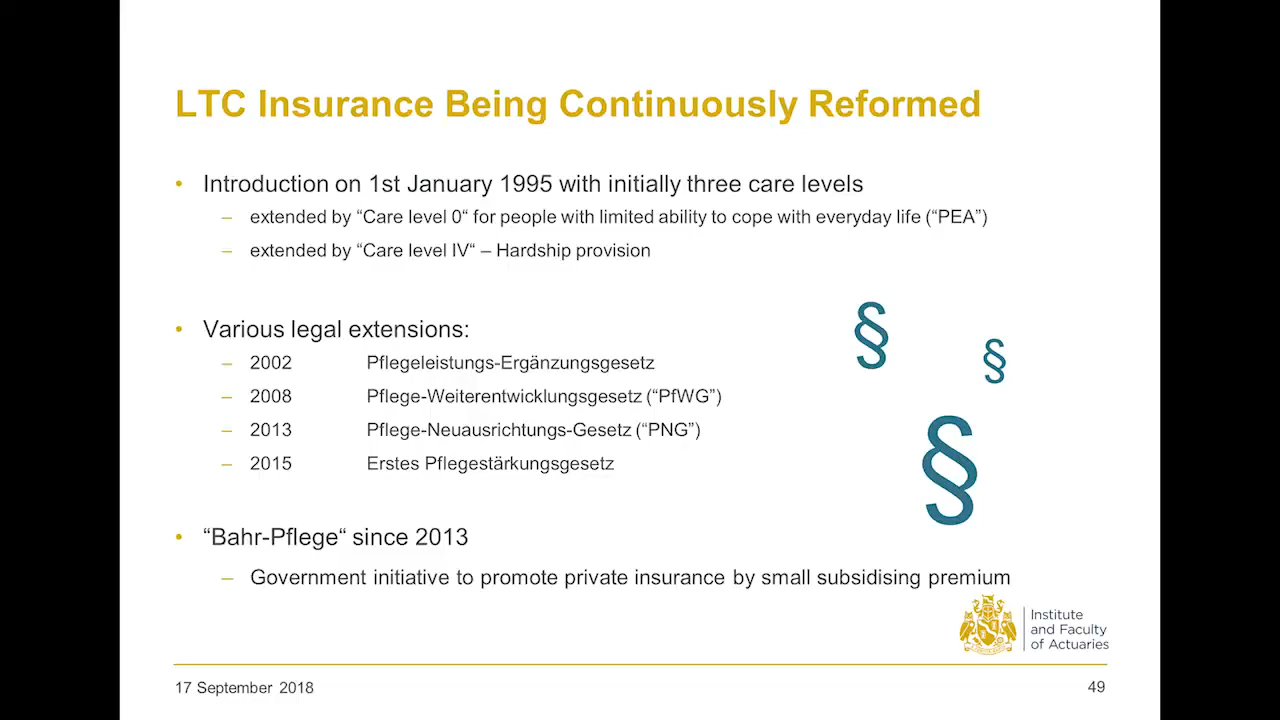 LTC Insurance Being Continuously Reformed
• Introduction on 1st January 1995 with initially three care levels
– extended by “Care level 0“ for people with limited ability to cope with everyday life (“PEA”)
– extended by “Care level IV“ – Hardship provision
• Various legal extensions:
– 2002 Pflegeleistungs-Ergänzungsgesetz
– 2008 Pflege-Weiterentwicklungsgesetz (“PfWG”)
– 2013 Pflege-Neuausrichtungs-Gesetz (“PNG”)
– 2015 Erstes Pflegestärkungsgesetz
§
§
§
• “Bahr-Pflege“ since 2013
– Government initiative to promote private insurance by small subsidising premium
Institute
and Faculty
of Actuaries
17 September 2018
49